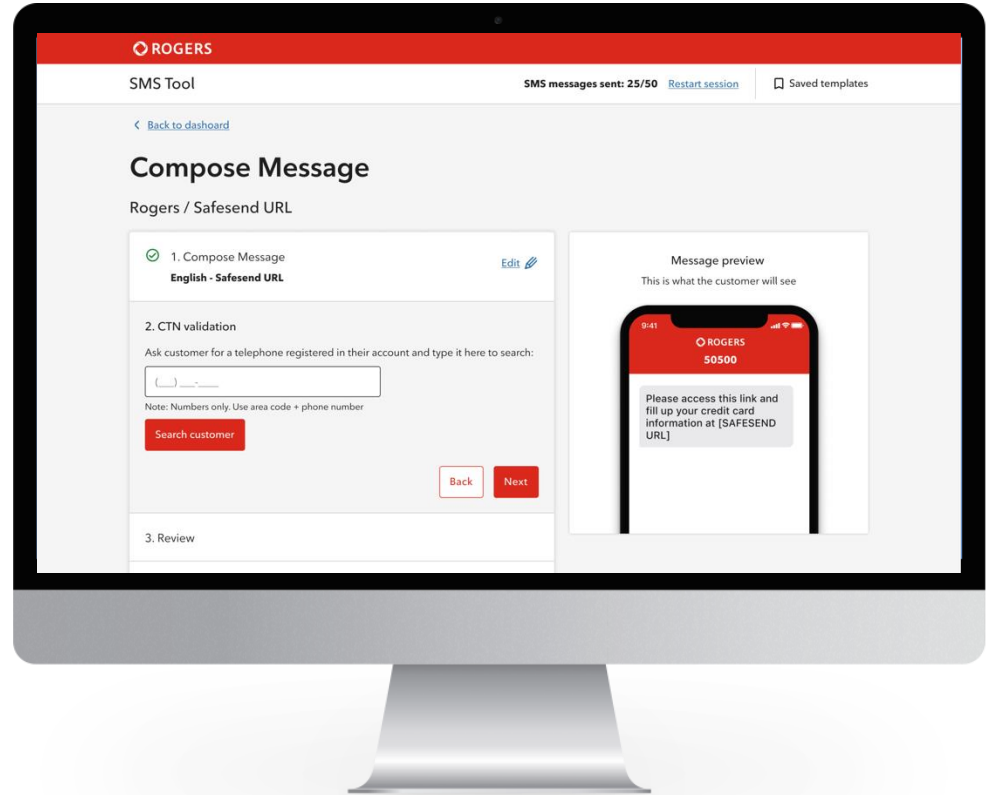 ROGERS
SMS Tool
SMS messages sent: 25/50 Restart session Saved templates
Back to dashoard
Compose Message
Rogers / Safesend URL
1. Compose Message
English - Safesend URL
Edit
2. CTN validation
Ask customer for a telephone registered in their account and type it here to search:
(__) ___-____
Note: Numbers only. Use area code + phone number
Search customer
Back
Next
3. Review
Message preview
This is what the customer will see
9:41
ROGERS
50500
Please access this link and
fill up your credit card
information at [SAFESEND
URL]